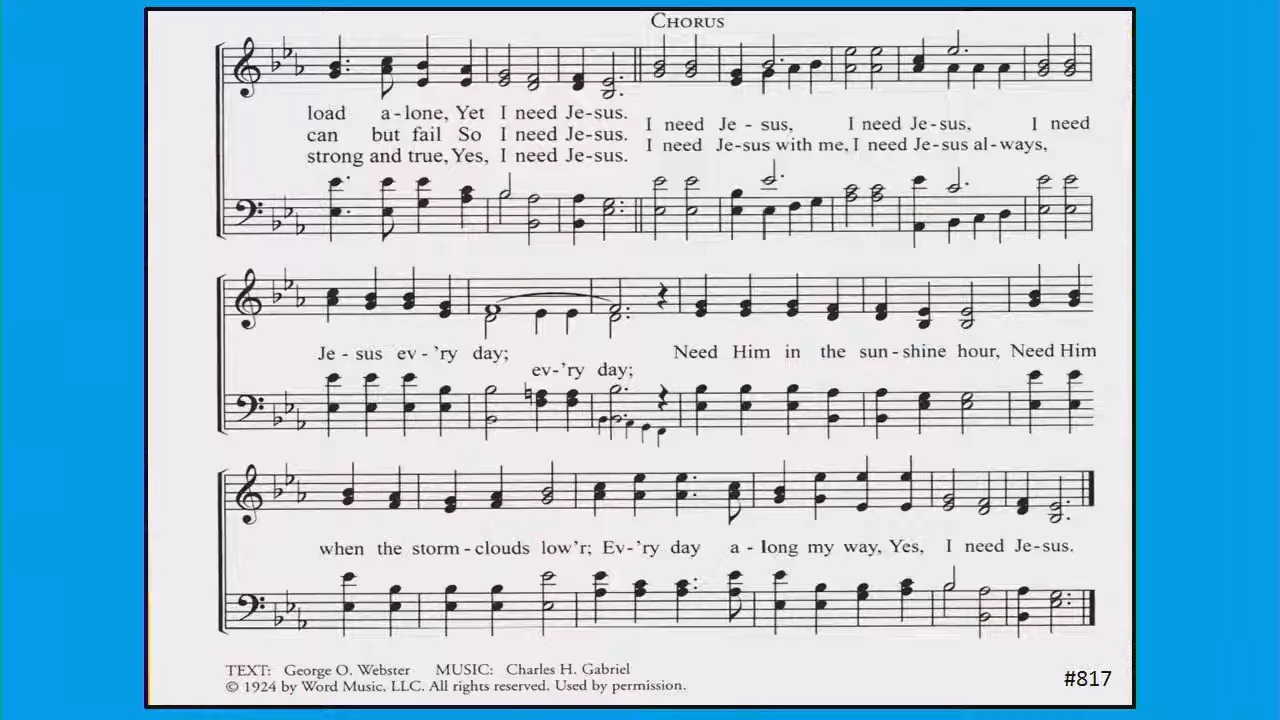 CHORUS
load a-lone, Yet I need Je-sus.
can but fail So I need Je-sus.
strong and true, Yes, I need Je-sus.
I need Je - sus, I need Je-sus, I need
I need Je-sus with me, I need Je-sus al-ways,
Je - sus ev-'ry day;
ev-'ry day;
Need Him in the sun-shine hour, Need Him
when the storm-clouds low'r; Ev-'ry day a-long my way, Yes, I need Je-sus.
TEXT: George O. Webster MUSIC: Charles H. Gabriel
© 1924 by Word Music, LLC. All rights reserved. Used by permission.
#817